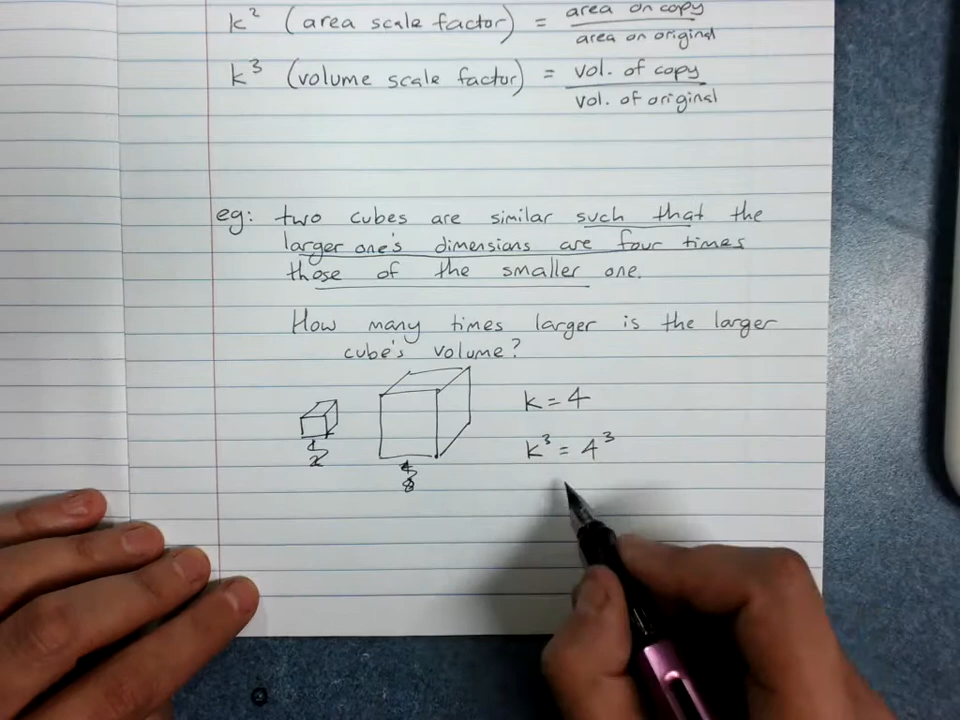 k² (area scale factor) = area on copy / area on original
k³ (volume scale factor) = vol. of copy / vol. of original
eg: two cubes are similar such that the
larger one's dimensions are four times
those of the smaller one.
How many times larger is the larger
cube's volume?
k = 4
k³ = 4³